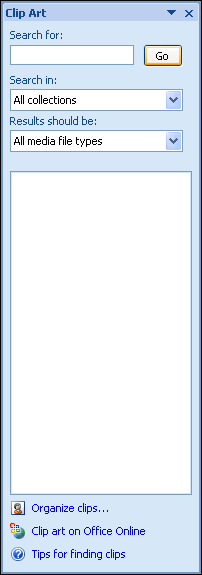 Clip Art
Search for:
Go
Search in:
All collections
Results should be:
All media file types
Organize clips...
Clip art on Office Online
Tips for finding clips